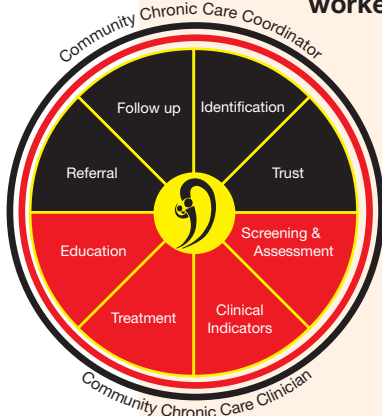 worke
Community Chronic Care Coordinator
Follow up
Identification
Referral
Trust
Education
Screening &
Assessment
Treatment
Clinical
Indicators
Community Chronic Care Clinician